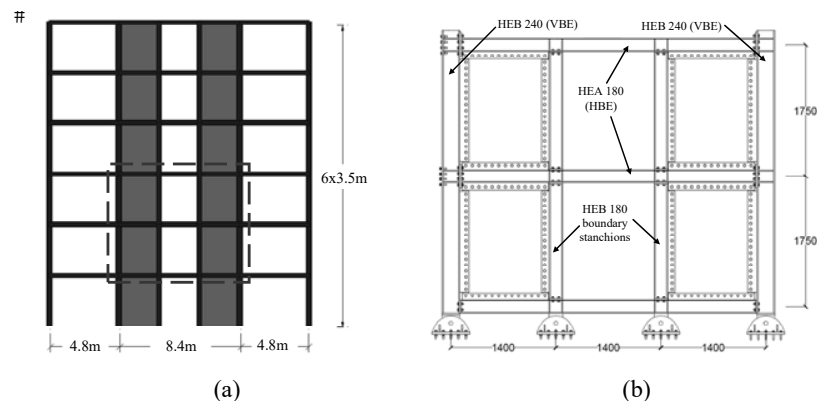 #
HEB 240 (VBE)
HEB 240 (VBE)
HEA 180
(HBE)
1750
6x3.5m
HEB 180
boundary
stanchions
1750
4.8m
8.4m
4.8m
1400
1400
1400
(a)
(b)